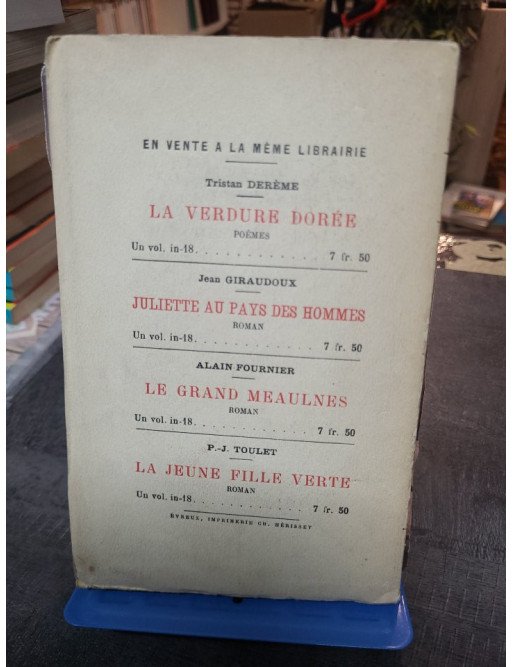 EN VENTE A LA MÊME LIBRAIRIE
Tristan DERÈME
LA VERDURE DORÉE
POÈMES
Un vol. in-18. . . . . . . . . . . . 7 fr. 50
Jean GIRAUDOUX
JULIETTE AU PAYS DES HOMMES
ROMAN
Un vol. in-18. . . . . . . . . . . . 7 fr. 50
ALAIN FOURNIER
LE GRAND MEAULNES
ROMAN
Un vol. in-18. . . . . . . . . . . . 7 fr. 50
P.-J. TOULET
LA JEUNE FILLE VERTE
ROMAN
Un vol. in-18. . . . . . . . . . . . 7 fr. 50
ÉVREUX, IMPRIMERIE CH. HÉRISSEY